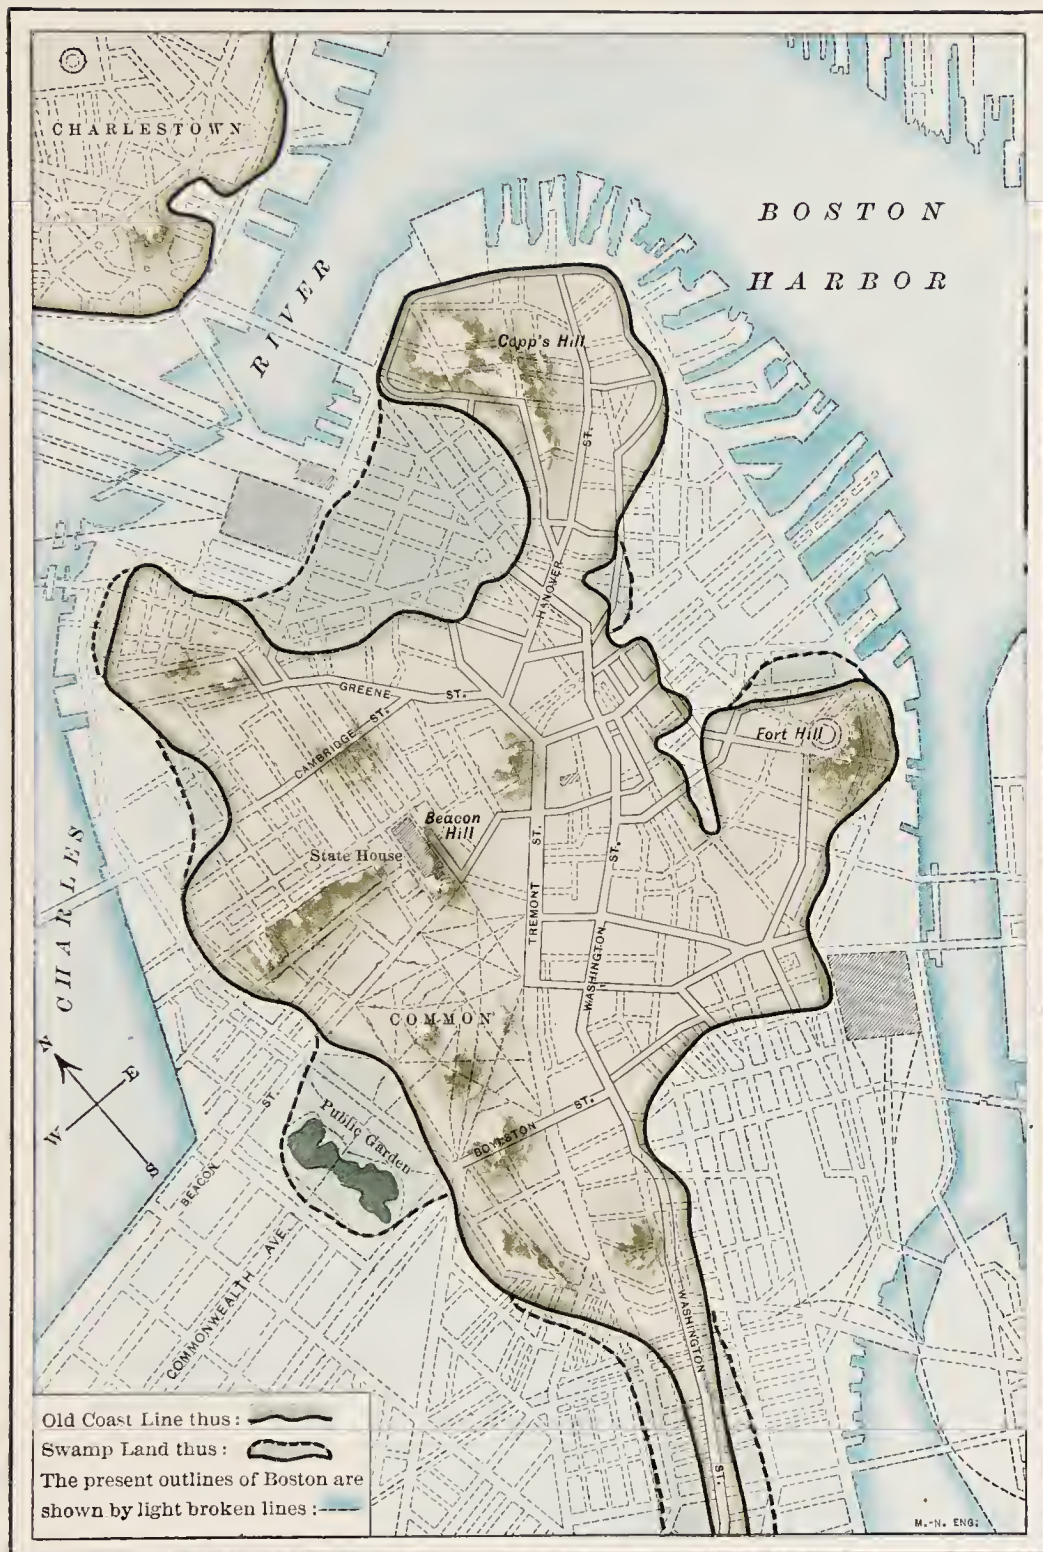 CHARLESTOWN
BOSTON
HARBOR
RIVER
Copp's Hill
ST.
HANOVER
GREENE ST.
CAMBRIDGE ST.
Fort Hill
Beacon
Hill
State House
TREMONT ST.
WASHINGTON ST.
CHARLES
COMMON
N
E
W
S
Public Garden
BOYLSTON ST.
BEACON ST.
COMMONWEALTH AVE.
WASHINGTON ST.
Old Coast Line thus:
Swamp Land thus:
The present outlines of Boston are
shown by light broken lines:
M.-N. ENG.